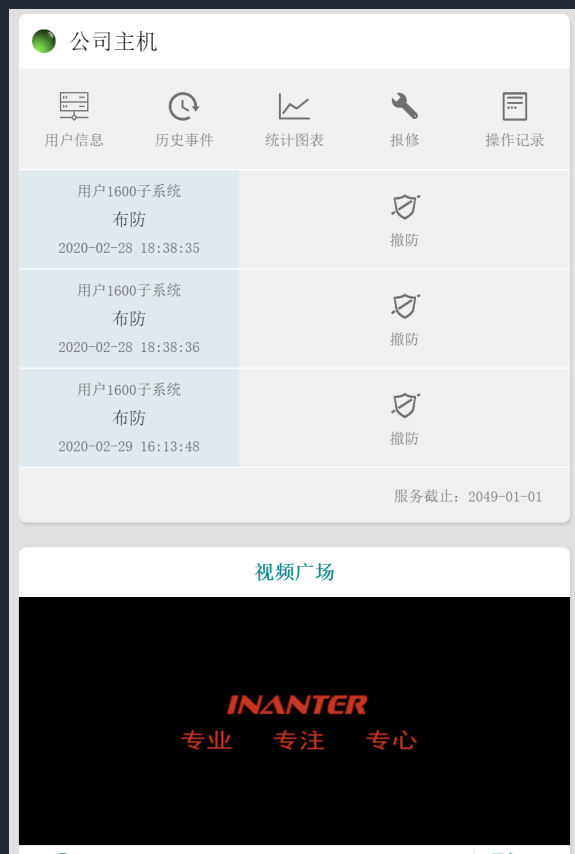 公司主机
用户信息 历史事件 统计图表 报修 操作记录
用户1600子系统
布防
2020-02-28 18:38:35
撤防
用户1600子系统
布防
2020-02-28 18:38:36
撤防
用户1600子系统
布防
2020-02-29 16:13:48
撤防
服务截止：2049-01-01
视频广场
INANTER
专业 专注 专心